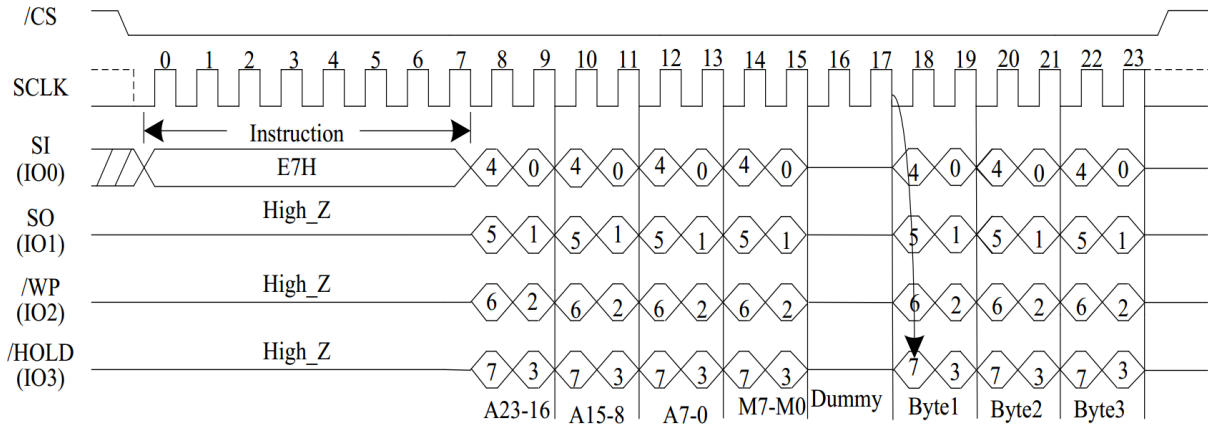 /CS
0 1 2 3 4 5 6 7 8 9 10 11 12 13 14 15 16 17 18 19 20 21 22 23
SCLK
Instruction
SI
(IO0)
E7H
4 0 4 0 4 0 4 0 4 0 4 0 4 0
High_Z
SO
(IO1)
5 1 5 1 5 1 5 1 5 1 5 1 5 1
High_Z
/WP
(IO2)
6 2 6 2 6 2 6 2 6 2 6 2 6 2
High_Z
/HOLD
(IO3)
7 3 7 3 7 3 7 3 7 3 7 3 7 3
A23-16 A15-8 A7-0 M7-M0 Dummy Byte1 Byte2 Byte3